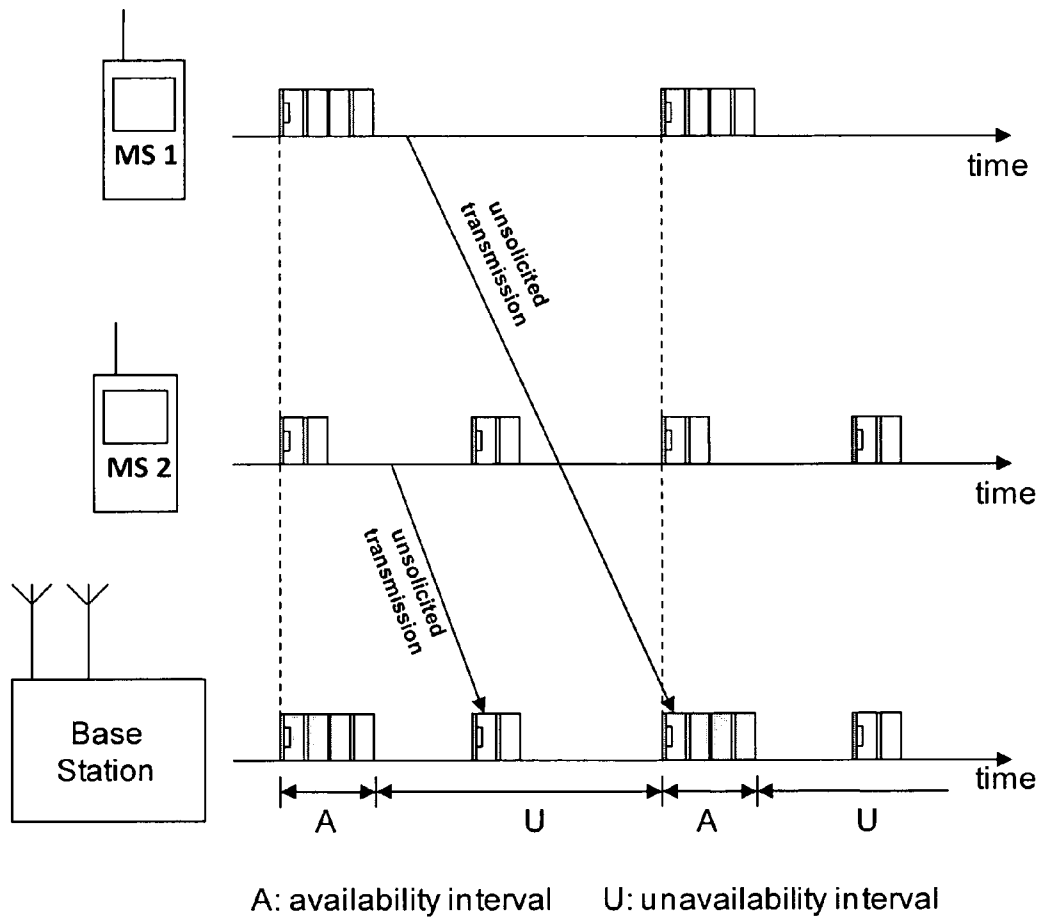 MS 1
time
unsolicited
transmission
MS 2
time
unsolicited
transmission
Base
Station
time
A
U
A
U
A: availability interval
U: unavailability interval